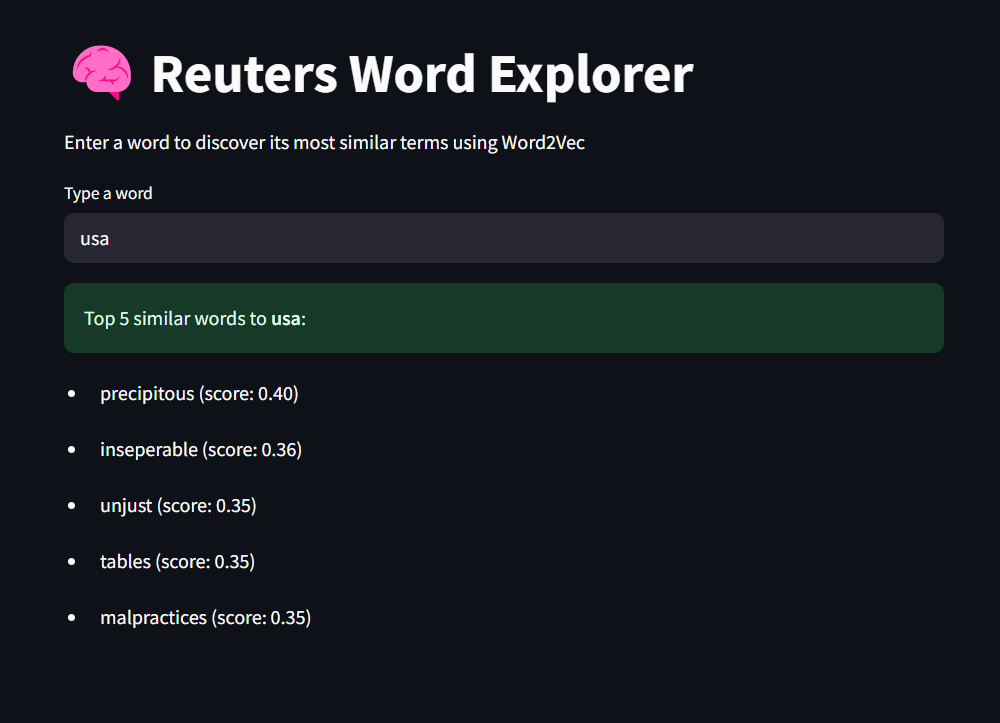 Reuters Word Explorer
Enter a word to discover its most similar terms using Word2Vec
Type a word
usa
Top 5 similar words to usa:
• precipitous (score: 0.40)
• inseperable (score: 0.36)
• unjust (score: 0.35)
• tables (score: 0.35)
• malpractices (score: 0.35)